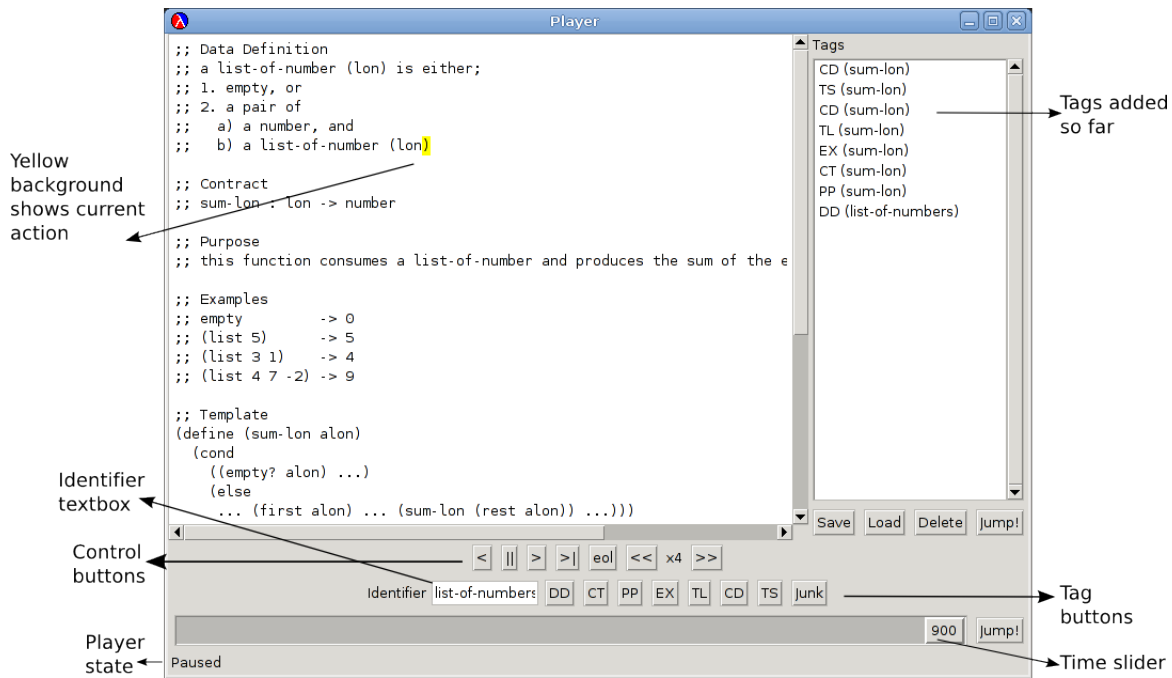 Player
;; Data Definition
;; a list-of-number (lon) is either;
;; 1. empty, or
;; 2. a pair of
;;   a) a number, and
;;   b) a list-of-number (lon)
;; Contract
;; sum-lon : lon -> number
;; Purpose
;; this function consumes a list-of-number and produces the sum of the e
;; Examples
;; empty         -> 0
;; (list 5)      -> 5
;; (list 3 1)    -> 4
;; (list 4 7 -2) -> 9
;; Template
(define (sum-lon alon)
  (cond
    ((empty? alon) ...)
    (else
     ... (first alon) ... (sum-lon (rest alon)) ...)))
Tags
CD (sum-lon)
TS (sum-lon)
CD (sum-lon)
TL (sum-lon)
EX (sum-lon)
CT (sum-lon)
PP (sum-lon)
DD (list-of-numbers)
Save Load Delete Jump!
< || > >| eol << x4 >>
Identifier list-of-numbers DD CT PP EX TL CD TS Junk
900 Jump!
Paused
Yellow
background
shows current
action
Identifier
textbox
Control
buttons
Player
state
Tags added
so far
Tag
buttons
Time slider